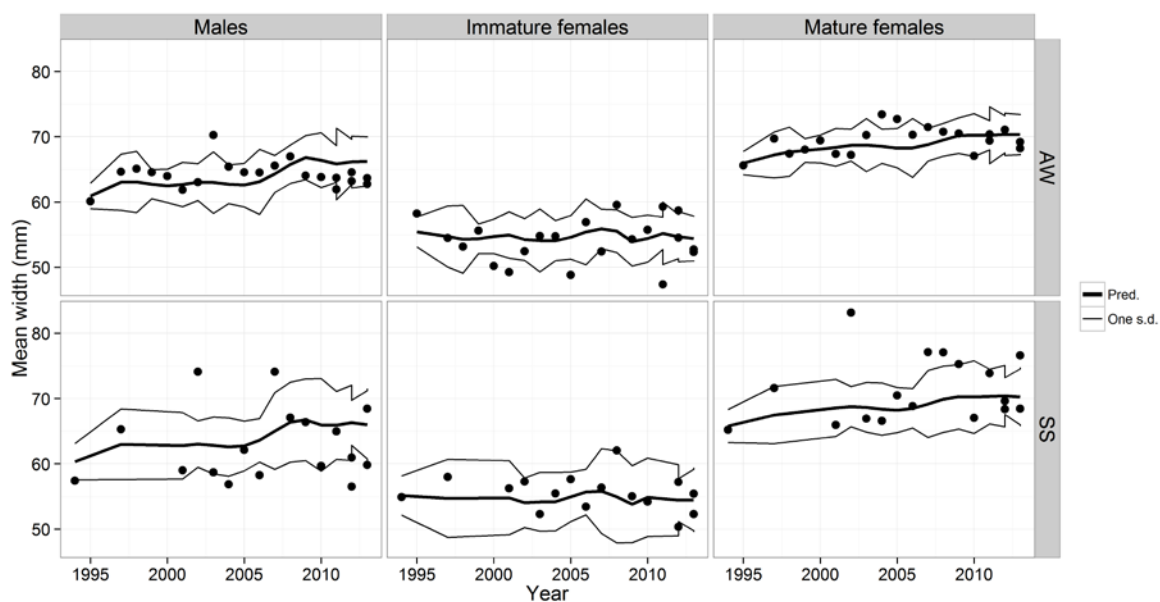 Males Immature females Mature females
80
70
60
50
AW
Mean width (mm)
80
70
60
50
SS
Pred.
One s.d.
1995 2000 2005 2010 1995 2000 2005 2010 1995 2000 2005 2010
Year